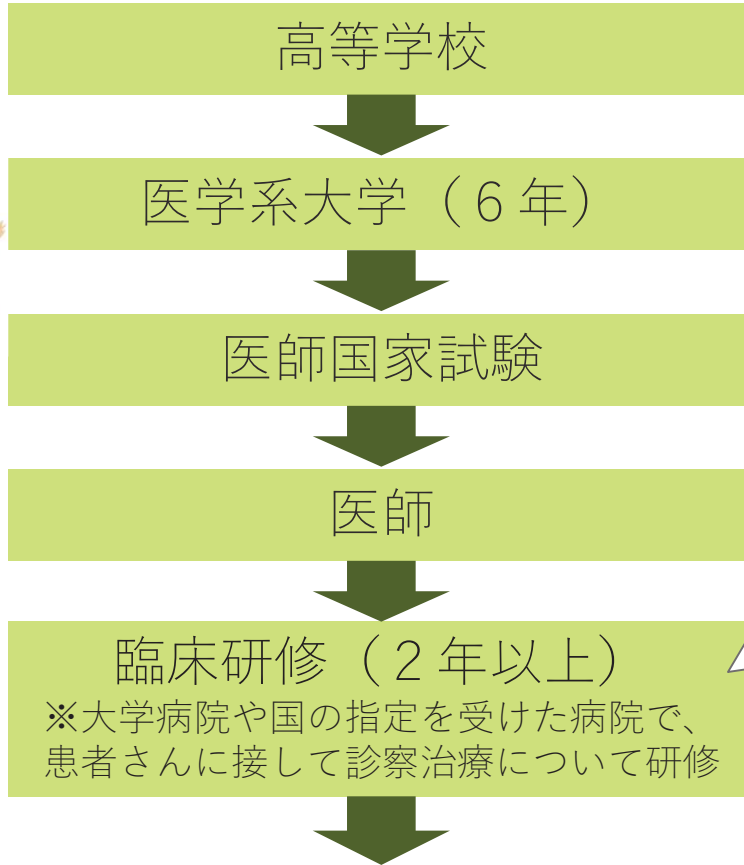 高等学校
医学系大学（６年）
医師国家試験
医師
臨床研修（２年以上）
※大学病院や国の指定を受けた病院で、
患者さんに接して診察治療について研修